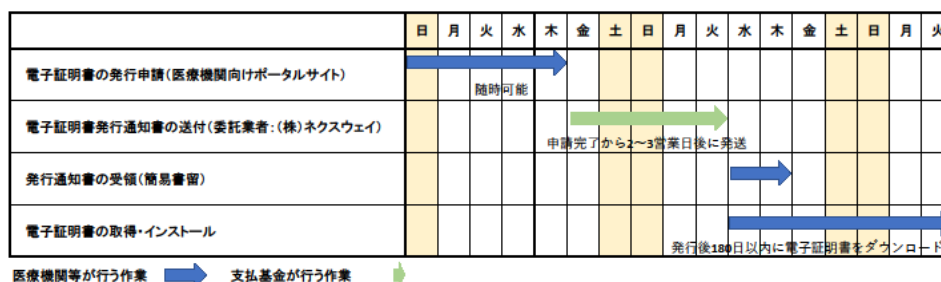 日 月 火 水 木 金 土 日 月 火 水 木 金 土 日 月 火
電子証明書の発行申請(医療機関向けポータルサイト)
随時可能
電子証明書発行通知書の送付(委託業者:(株)ネクスウェイ)
申請完了から2～3営業日後に発送
発行通知書の受領(簡易書留)
電子証明書の取得・インストール
発行後180日以内に電子証明書をダウンロード
医療機関等が行う作業 支払基金が行う作業